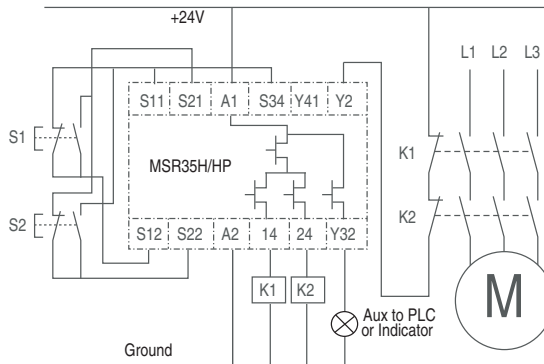 +24V
L1 L2 L3
S11 S21 A1 S34 Y41 Y2
S1
MSR35H/HP
K1
S2
K2
S12 S22 A2 14 24 Y32
K1 K2
M
Aux to PLC
or Indicator
Ground